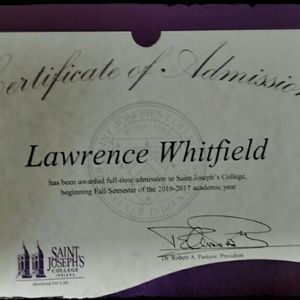 Certificate of Admission
Lawrence Whitfield
has been awarded full-time admission to Saint Joseph's College,
beginning Fall Semester of the 2016-2017 academic year
SAINT
JOSEPH'S
COLLEGE
INDIANA
Dr. Robert A. Pastoor, President